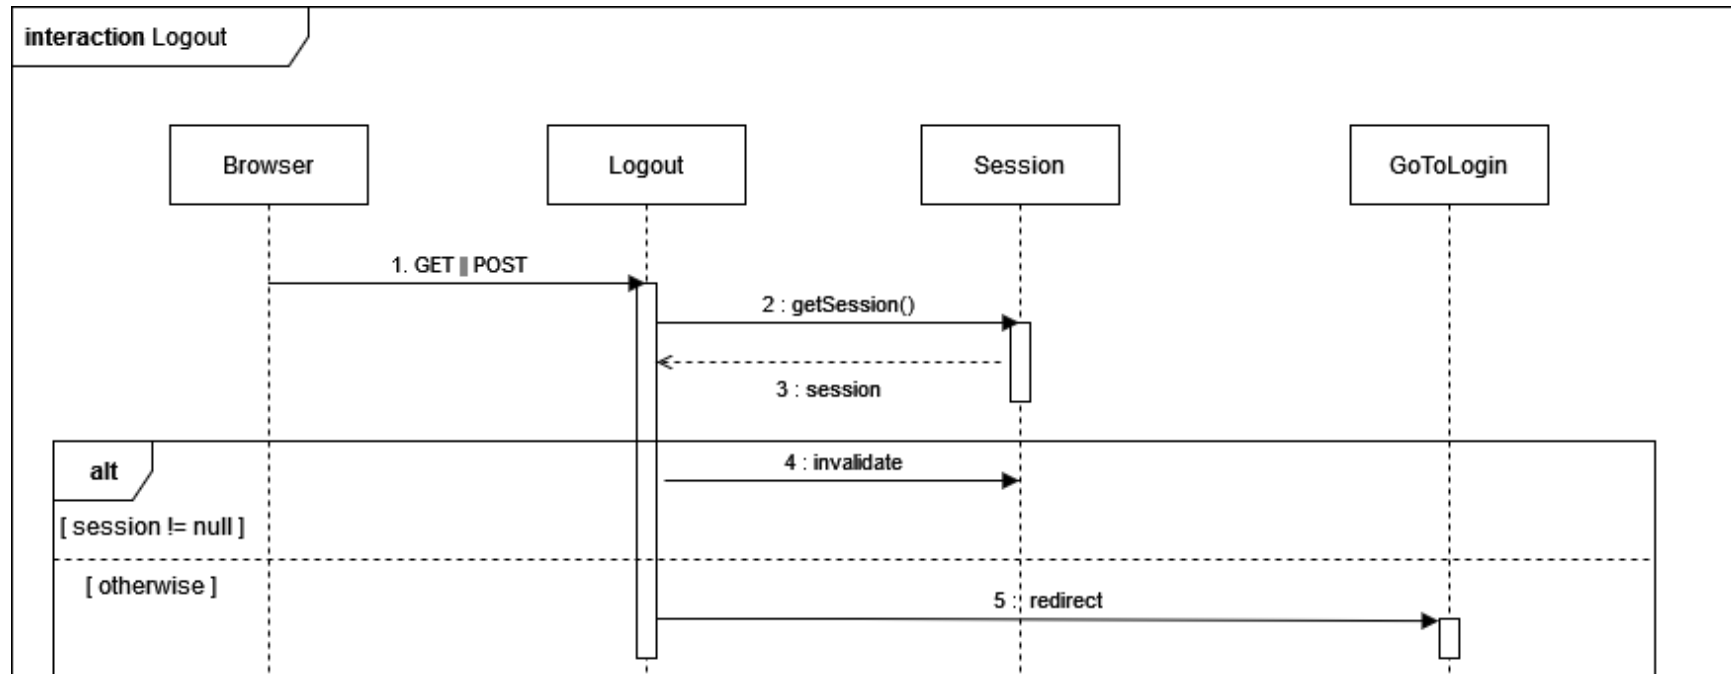 interaction Logout
Browser
Logout
Session
GoToLogin
1. GET || POST
2 : getSession()
3 : session
alt
4 : invalidate
[ session != null ]
[ otherwise ]
5 : redirect